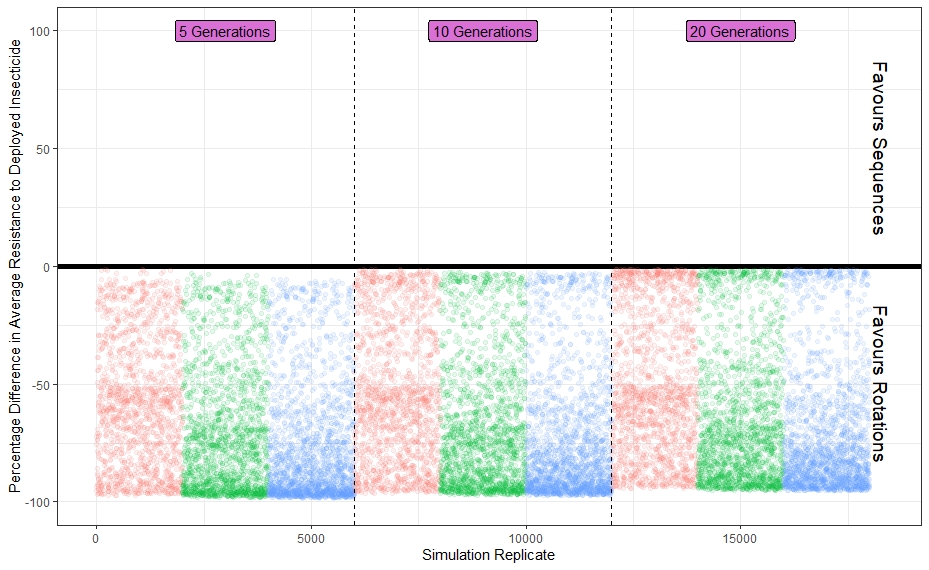 5 Generations
10 Generations
20 Generations
Percentage Difference in Average Resistance to Deployed Insecticide
100
50
0
-50
-100
Favours Sequences
Favours Rotations
0
5000
10000
15000
Simulation Replicate